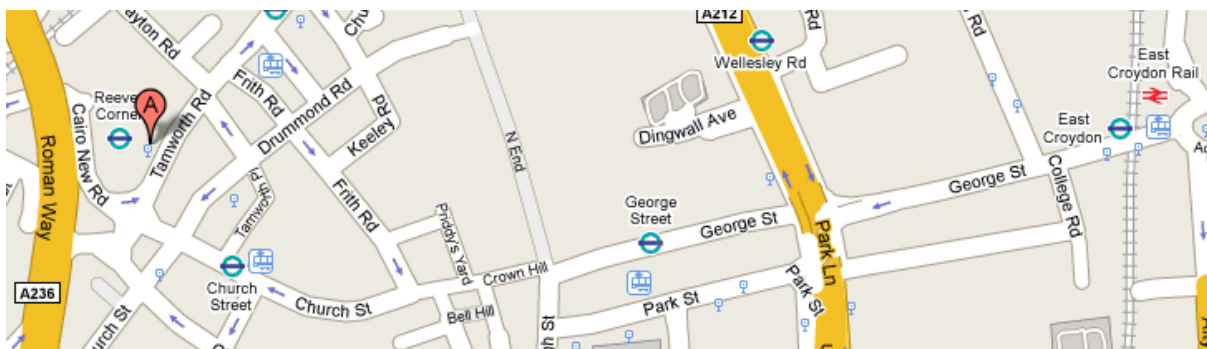 A212
Wellesley Rd
East
Croydon Rail
East
Croydon
Reeve
Corner
A
Tamworth Rd
Frith Rd
Drummond Rd
Keeley Rd
Cairo New Rd
Roman Way
A236
Tamworth Pl
Frith Rd
Priddy's Yard
N End
Dingwall Ave
George
Street
George St
George St
College Rd
Park Ln
Park St
Park St
Crown Hill
Bell Hill
Church St
Church
Street